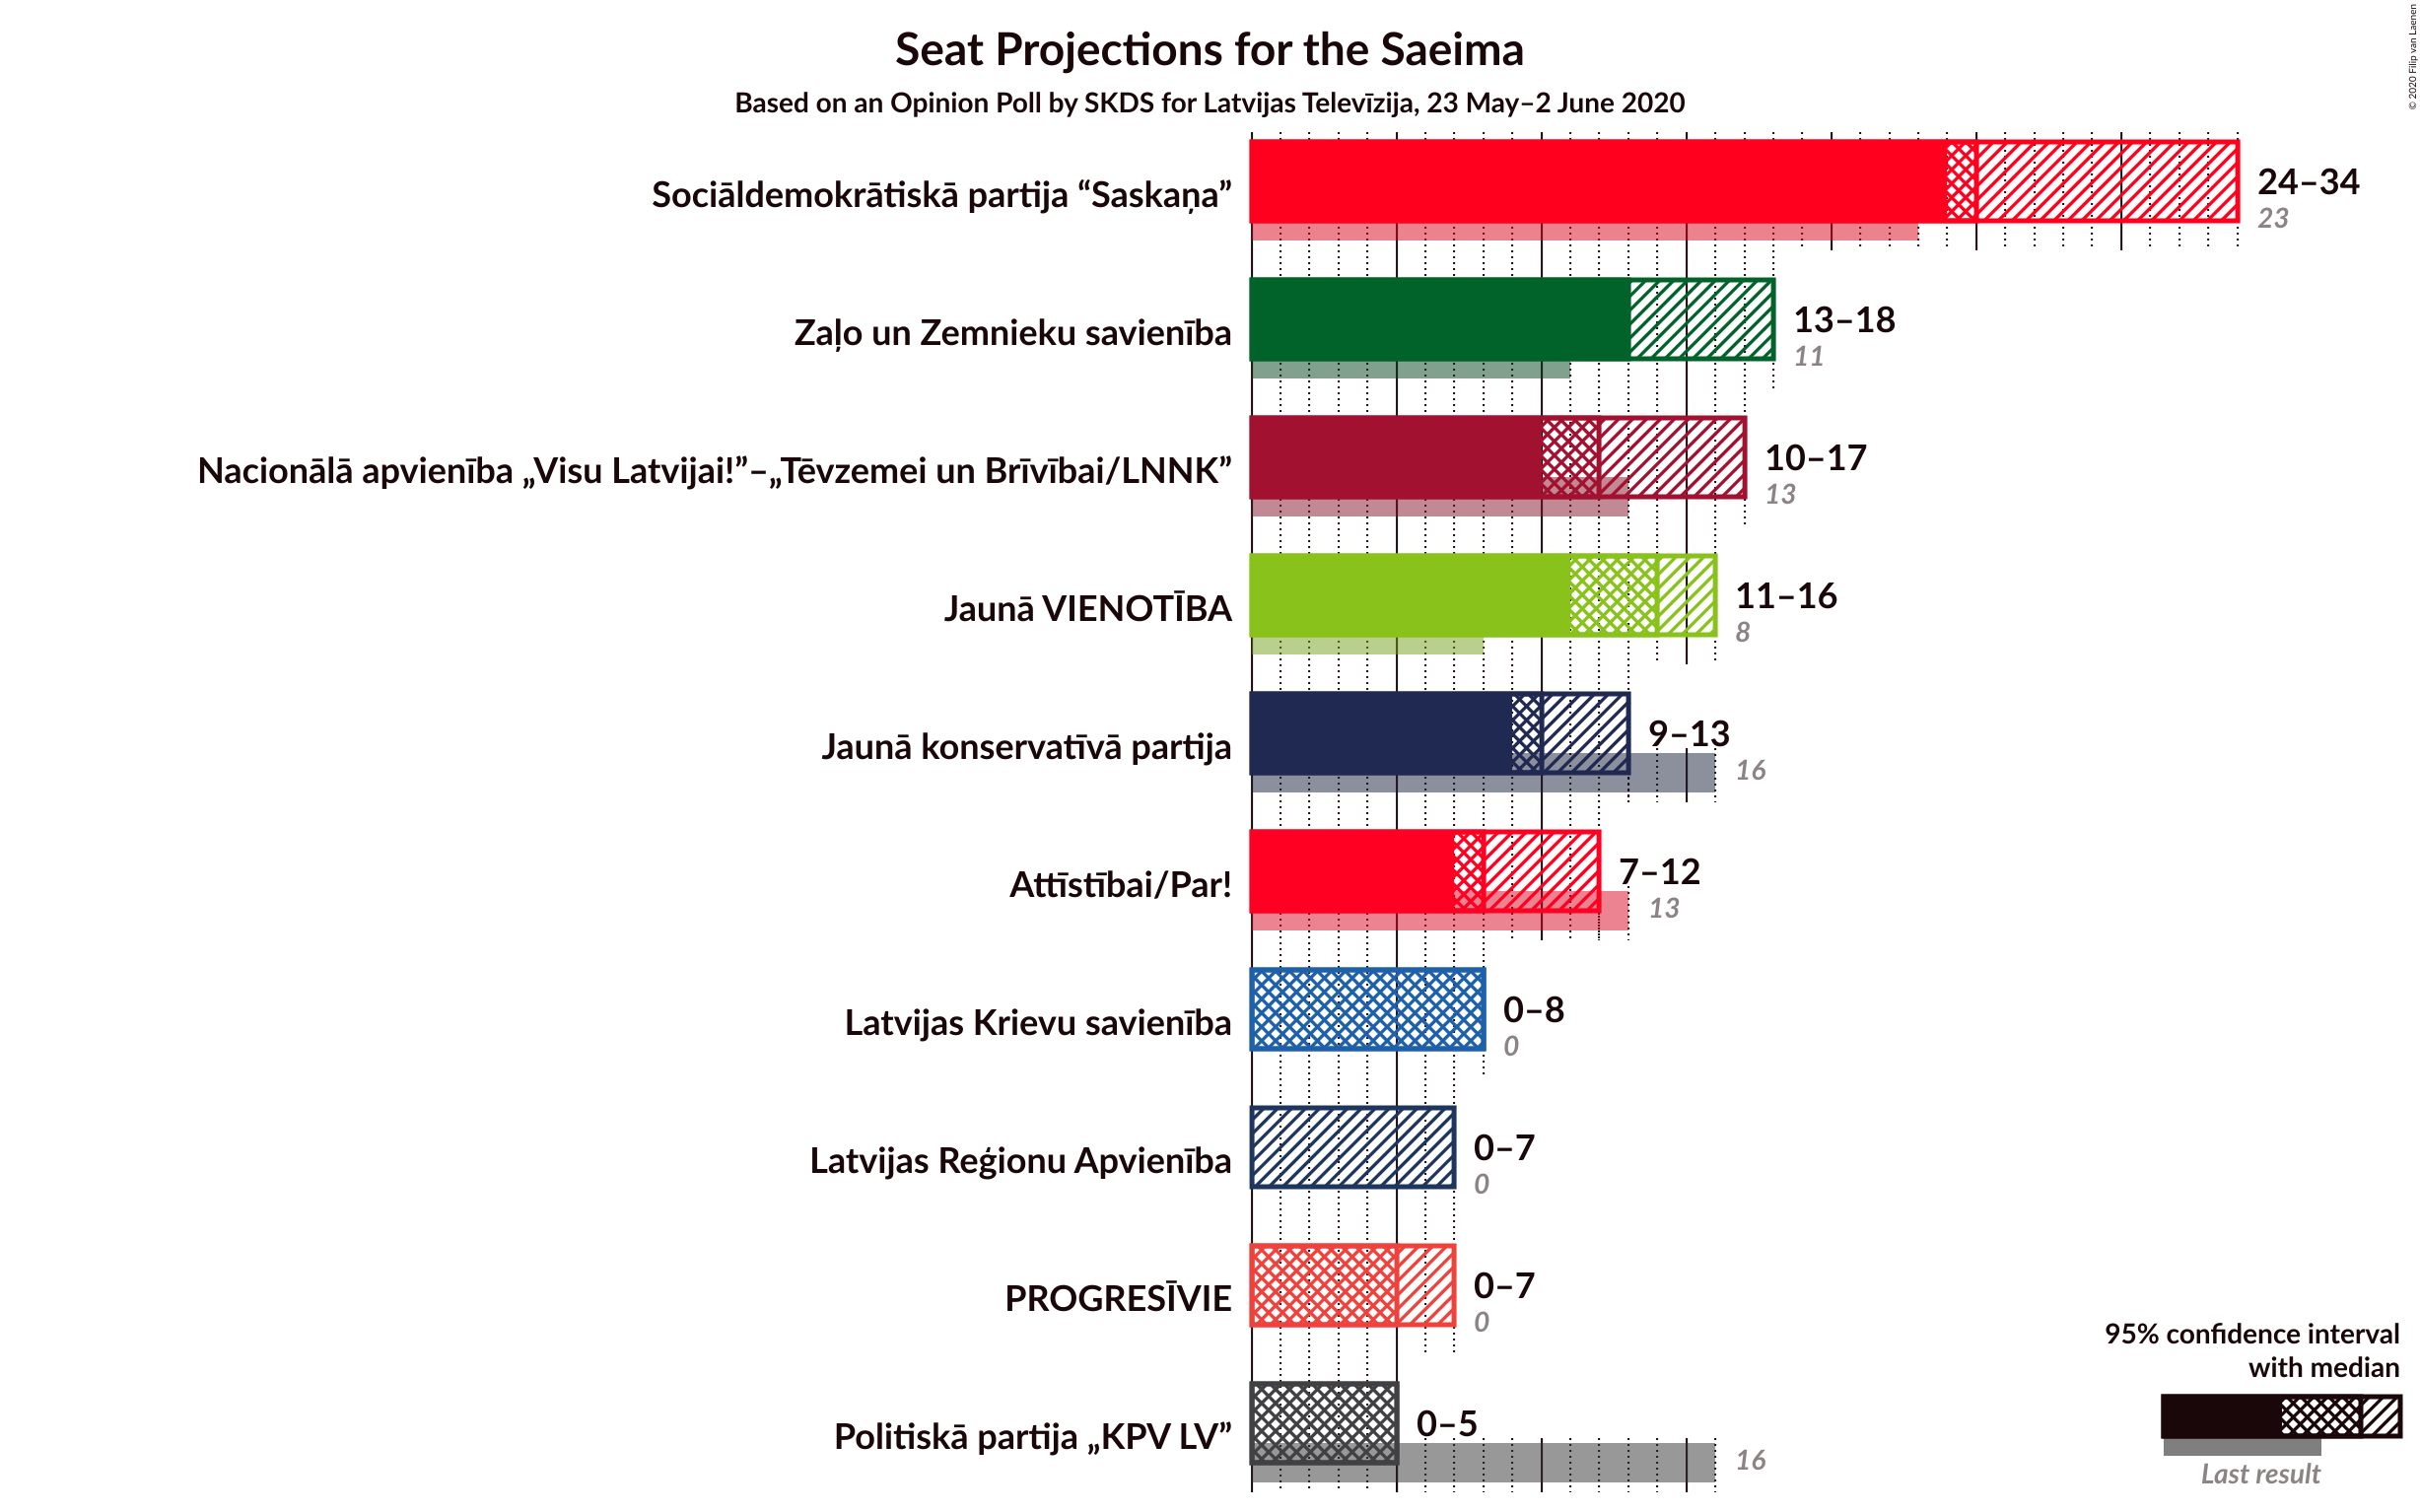 Seat Projections for the Saeima
Based on an Opinion Poll by SKDS for Latvijas Televīzija, 23 May–2 June 2020
© 2020 Filip van Laenen
Sociāldemokrātiskā partija “Saskaņa”
24–34
23
Zaļo un Zemnieku savienība
13–18
11
Nacionālā apvienība „Visu Latvijai!”–„Tēvzemei un Brīvībai/LNNK”
10–17
13
Jaunā VIENOTĪBA
11–16
8
Jaunā konservatīvā partija
9–13
16
Attīstībai/Par!
7–12
13
Latvijas Krievu savienība
0–8
0
Latvijas Reģionu Apvienība
0–7
0
PROGRESĪVIE
0–7
0
Politiskā partija „KPV LV”
0–5
16
95% confidence interval
with median
Last result